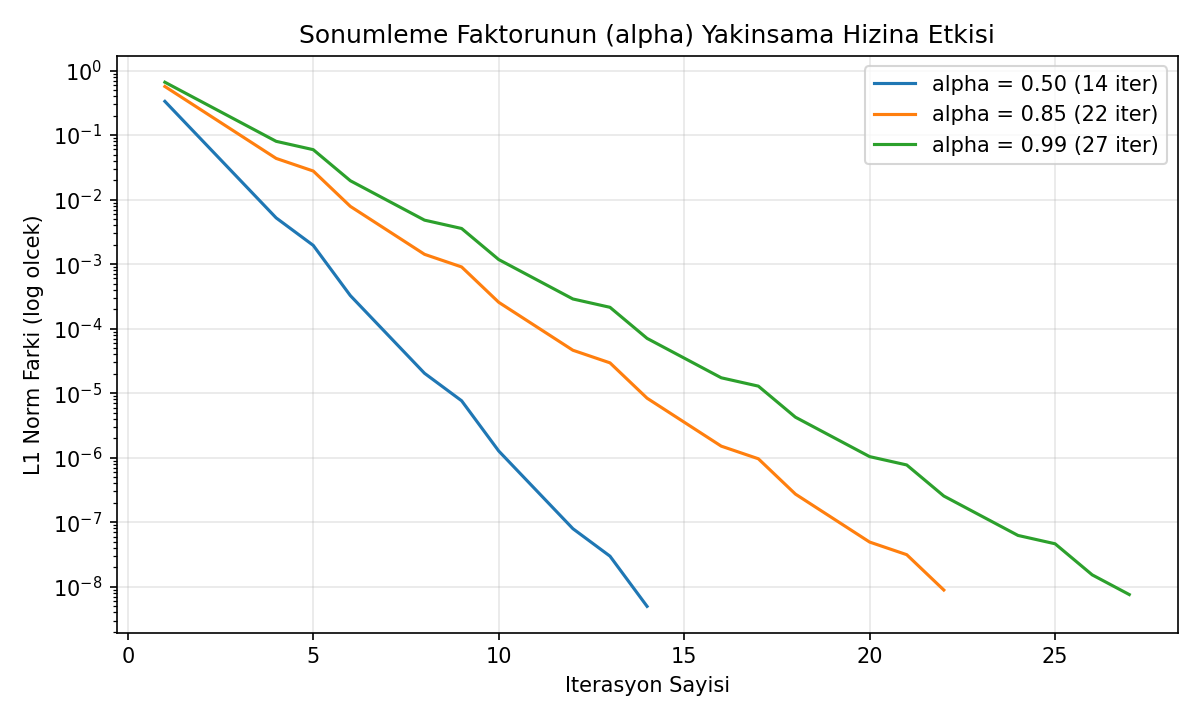 Sonumleme Faktorunun (alpha) Yakinsama Hizina Etkisi
alpha = 0.50 (14 iter)
alpha = 0.85 (22 iter)
alpha = 0.99 (27 iter)
L1 Norm Farki (log olcek)
10⁰
10⁻¹
10⁻²
10⁻³
10⁻⁴
10⁻⁵
10⁻⁶
10⁻⁷
10⁻⁸
0 5 10 15 20 25
Iterasyon Sayisi